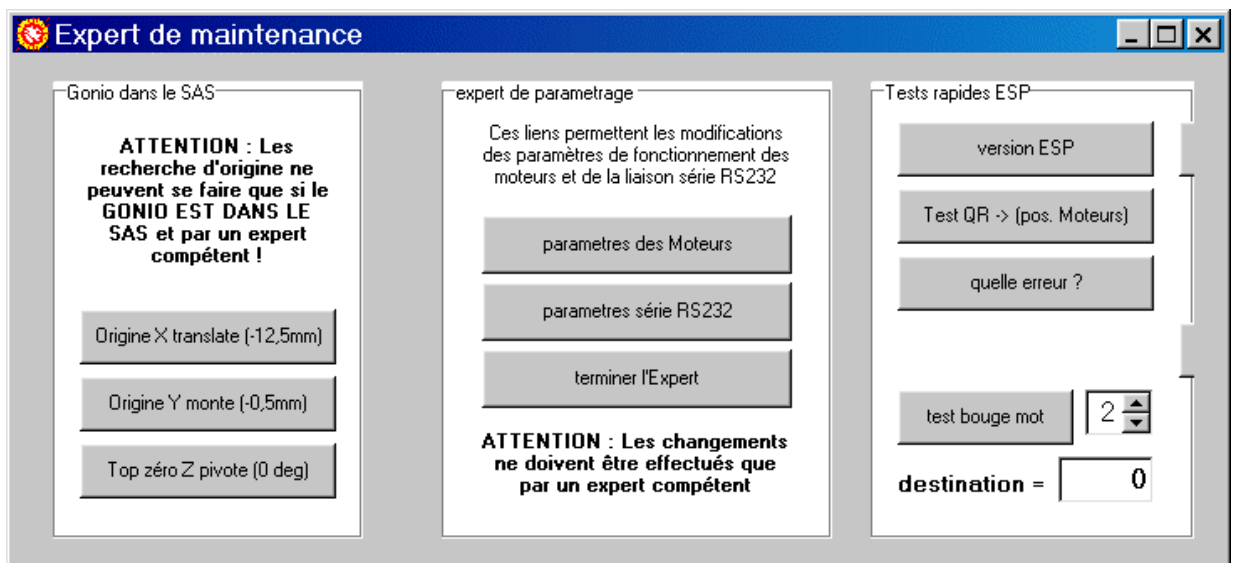 Expert de maintenance
Gonio dans le SAS
ATTENTION : Les
recherche d'origine ne
peuvent se faire que si le
GONIO EST DANS LE
SAS et par un expert
compétent !
Origine X translate (-12,5mm)
Origine Y monte (-0,5mm)
Top zéro Z pivote (0 deg)
expert de parametrage
Ces liens permettent les modifications
des paramètres de fonctionnement des
moteurs et de la liaison série RS232
parametres des Moteurs
parametres série RS232
terminer l'Expert
ATTENTION : Les changements
ne doivent être effectués que
par un expert compétent
Tests rapides ESP
version ESP
Test QR -> (pos. Moteurs)
quelle erreur ?
test bouge mot 2
destination = 0